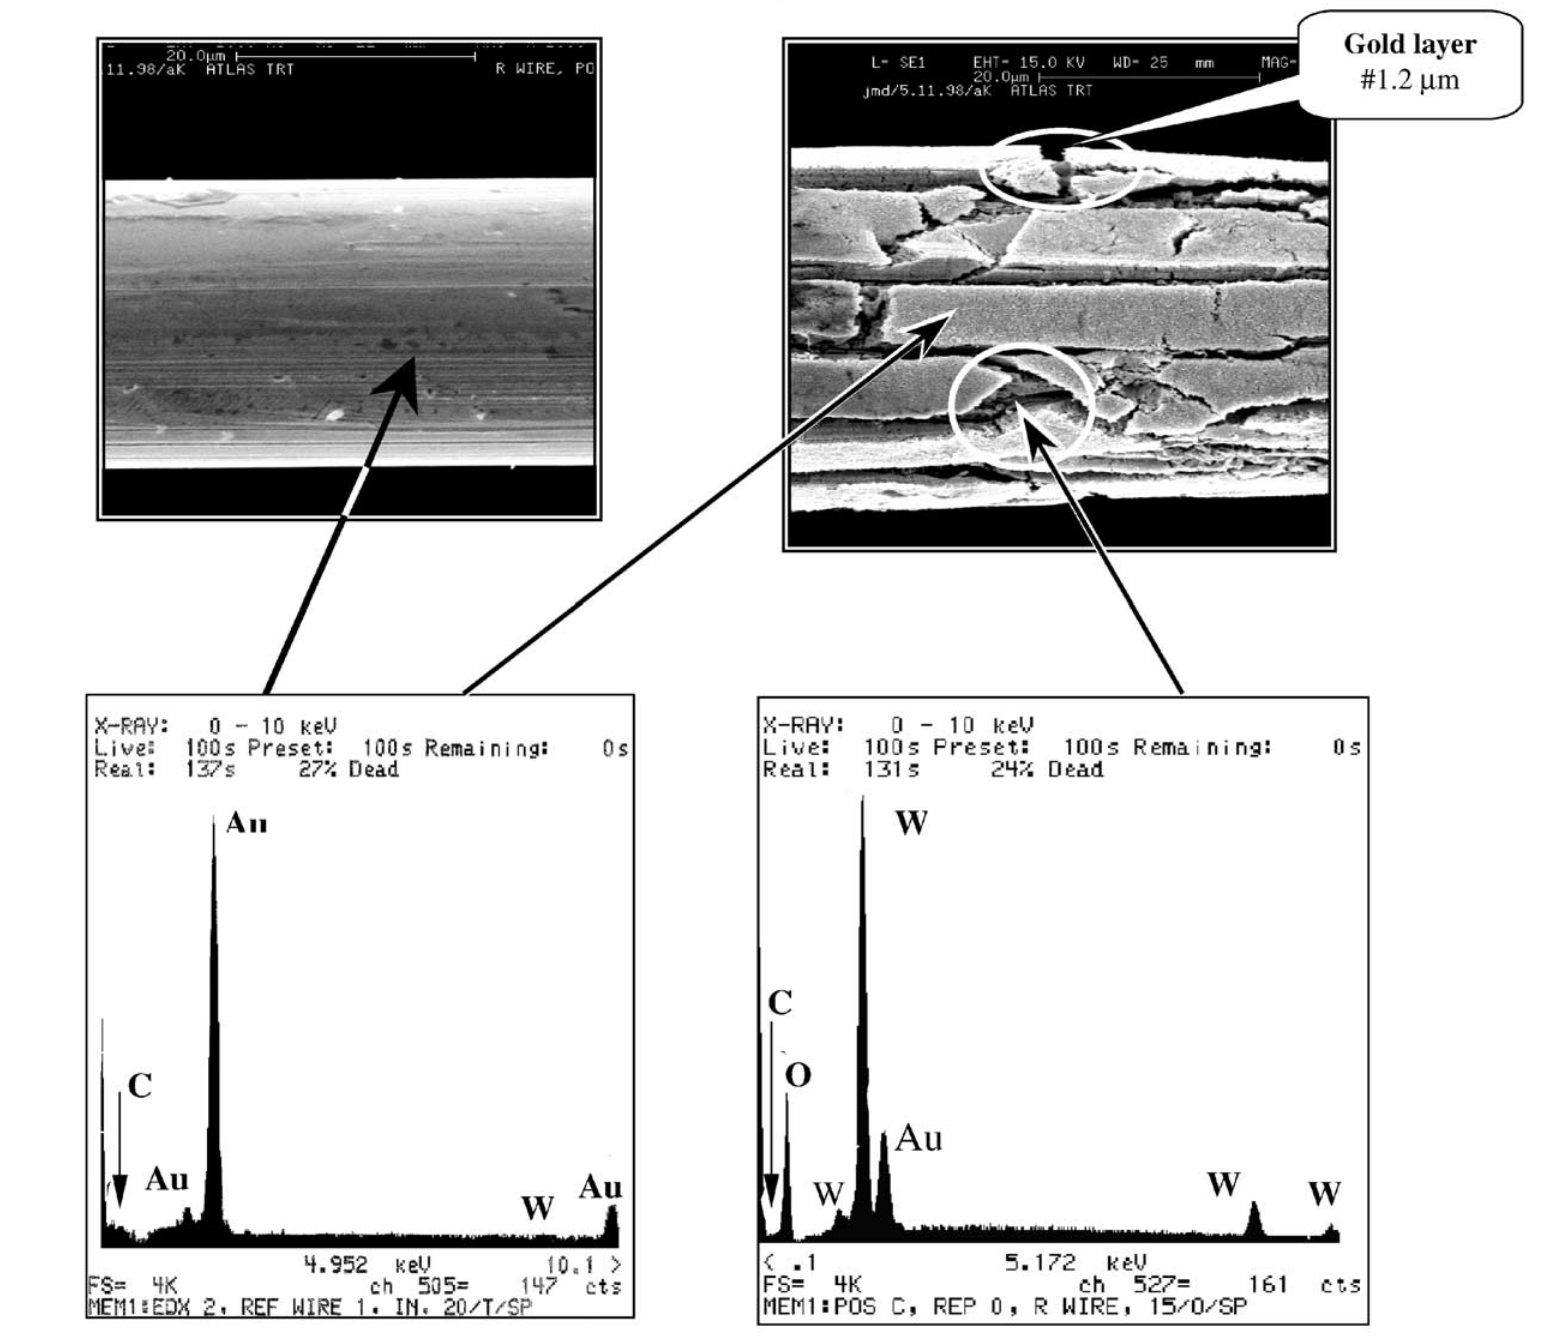 20.0µm
11.98/aK ATLAS TRT R WIRE, PO
L= SE1 EHT= 15.0 KV WD= 25 mm MAG=
20.0µm
jmd/5.11.98/aK ATLAS TRT
Gold layer
#1.2 µm
X-RAY: 0 - 10 keV
Live: 100s Preset: 100s Remaining: 0s
Real: 137s 27% Dead
Au
C
Au
W
Au
4.952 keV 10.1 >
FS= 4K ch 505= 147 cts
MEM1:EDX 2, REF WIRE 1, IN. 20/T/SP
X-RAY: 0 - 10 keV
Live: 100s Preset: 100s Remaining: 0s
Real: 131s 24% Dead
W
C
O
Au
W
W
W
< .1 5.172 keV
FS= 4K ch 527= 161 cts
MEM1:POS C, REP 0, R WIRE, 15/0/SP